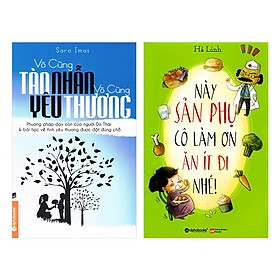 Sara Imas
Vô Cùng
TÀN NHẪN
Vô Cùng
YÊU THƯƠNG
Phương pháp dạy con của người Do Thái
& bài học về tình yêu thương được đặt đúng chỗ
Hà Linh
NÀY
SẢN PHỤ
CÔ LÀM ƠN
ĂN ÍT ĐI
NHÉ!
alphabooks